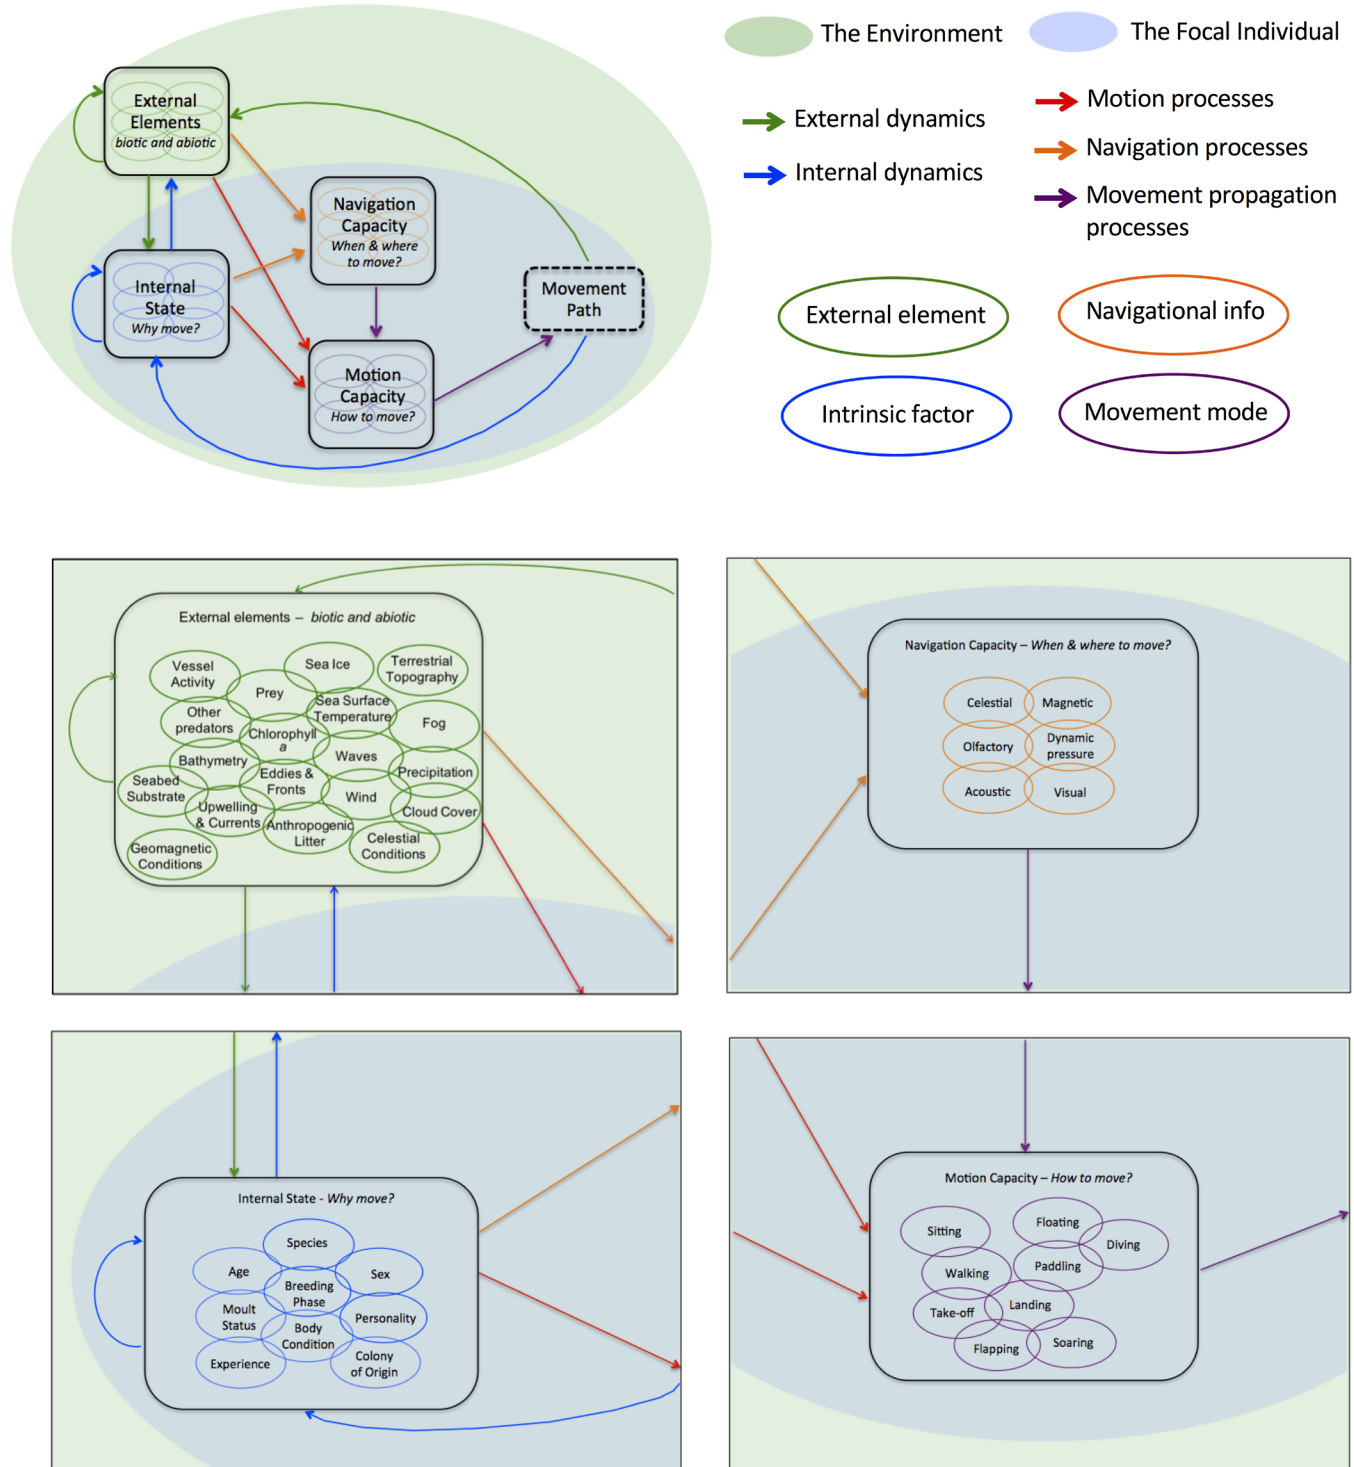 The Environment
The Focal Individual
External dynamics
Internal dynamics
Motion processes
Navigation processes
Movement propagation
processes
External element
Navigational info
Intrinsic factor
Movement mode
External
Elements
biotic and abiotic
Navigation
Capacity
When & where
to move?
Internal
State
Why move?
Movement
Path
Motion
Capacity
How to move?
External elements – biotic and abiotic
Vessel
Activity
Sea Ice
Terrestrial
Topography
Prey
Sea Surface
Temperature
Other
predators
Fog
Chlorophyll
a
Bathymetry
Waves
Eddies &
Fronts
Precipitation
Seabed
Substrate
Wind
Upwelling
& Currents
Cloud Cover
Anthropogenic
Litter
Celestial
Conditions
Geomagnetic
Conditions
Navigation Capacity – When & where to move?
Celestial
Magnetic
Olfactory
Dynamic
pressure
Acoustic
Visual
Internal State - Why move?
Species
Age
Sex
Breeding
Phase
Moult
Status
Personality
Body
Condition
Experience
Colony
of Origin
Motion Capacity – How to move?
Sitting
Floating
Diving
Walking
Paddling
Take-off
Landing
Flapping
Soaring